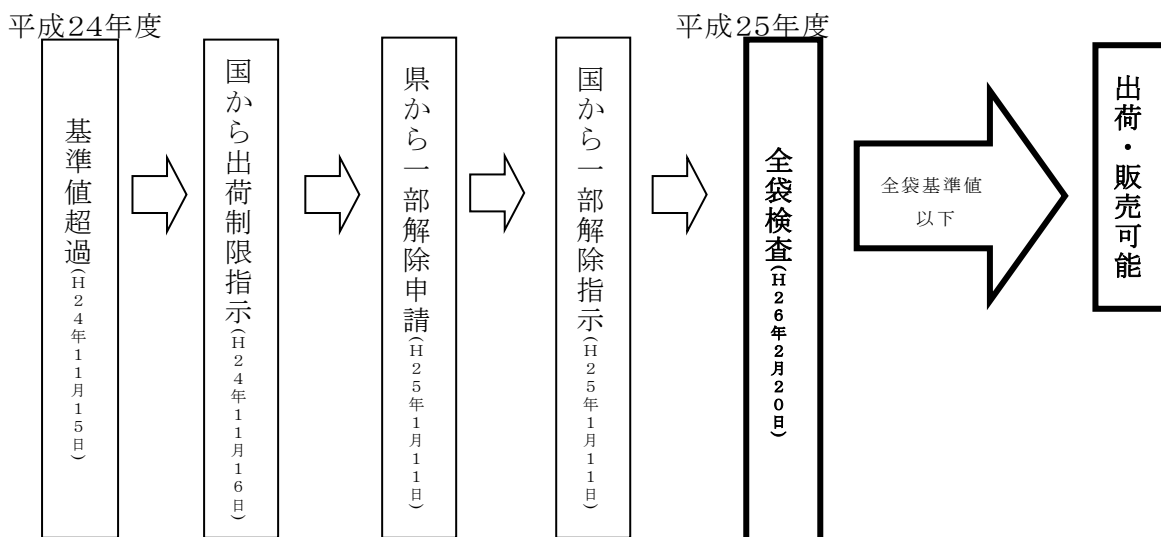 平成24年度
平成25年度
基準値超過(H24年11月15日)
国から出荷制限指示(H24年11月16日)
県から一部解除申請(H25年1月11日)
国から一部解除指示(H25年1月11日)
全袋検査(H26年2月20日)
全袋基準値
以下
出荷・販売可能